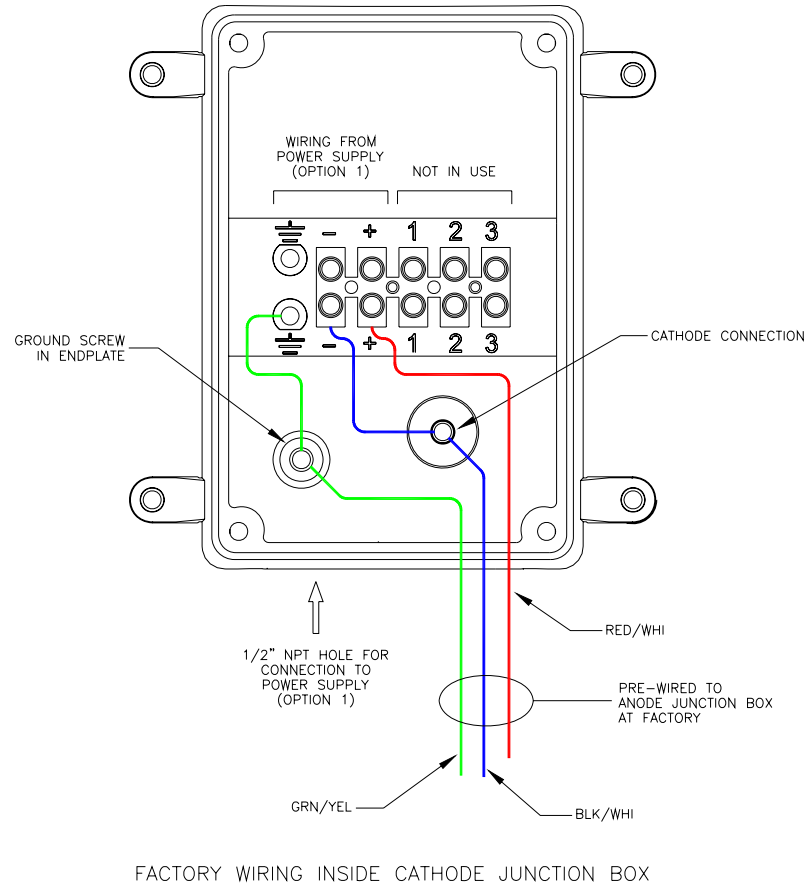 WIRING FROM
POWER SUPPLY
(OPTION 1)
NOT IN USE
- + 1 2 3
- + 1 2 3
GROUND SCREW
IN ENDPLATE
CATHODE CONNECTION
RED/WHI
1/2" NPT HOLE FOR
CONNECTION TO
POWER SUPPLY
(OPTION 1)
PRE-WIRED TO
ANODE JUNCTION BOX
AT FACTORY
GRN/YEL
BLK/WHI
FACTORY WIRING INSIDE CATHODE JUNCTION BOX